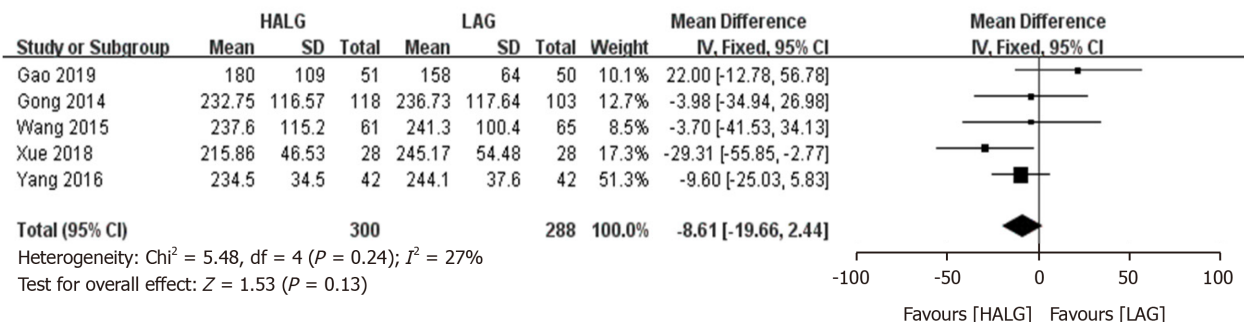 HALG LAG Mean Difference Mean Difference
Study or Subgroup Mean SD Total Mean SD Total Weight IV, Fixed, 95% CI IV, Fixed, 95% CI
Gao 2019 180 109 51 158 64 50 10.1% 22.00 [-12.78, 56.78]
Gong 2014 232.75 116.57 118 236.73 117.64 103 12.7% -3.98 [-34.94, 26.98]
Wang 2015 237.6 115.2 61 241.3 100.4 65 8.5% -3.70 [-41.53, 34.13]
Xue 2018 215.86 46.53 28 245.17 54.48 28 17.3% -29.31 [-55.85, -2.77]
Yang 2016 234.5 34.5 42 244.1 37.6 42 51.3% -9.60 [-25.03, 5.83]
Total (95% CI) 300 288 100.0% -8.61 [-19.66, 2.44]
Heterogeneity: Chi² = 5.48, df = 4 (P = 0.24); I² = 27%
Test for overall effect: Z = 1.53 (P = 0.13)
-100 -50 0 50 100
Favours [HALG] Favours [LAG]